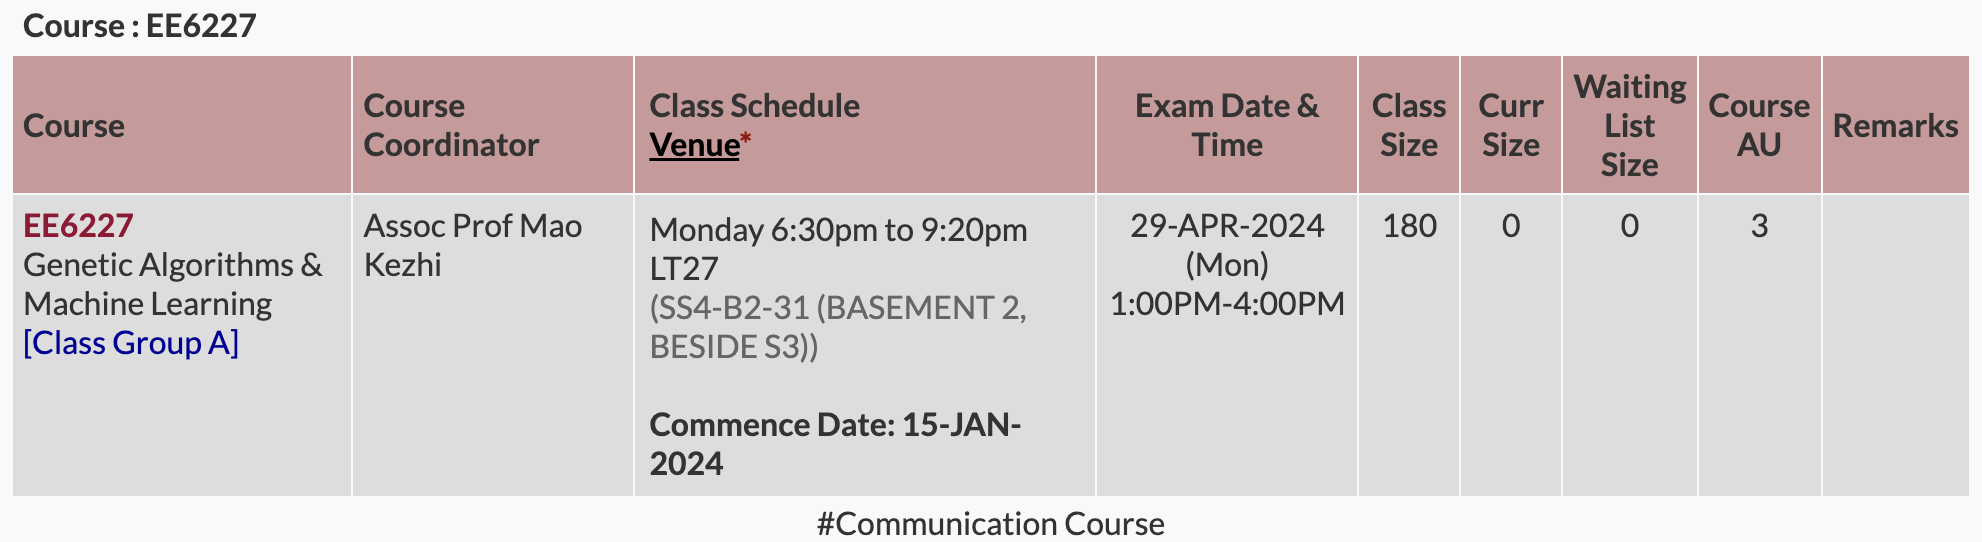 Course : EE6227
Course
Course
Coordinator
Class Schedule
Venue*
Exam Date &
Time
Class
Size
Curr
Size
Waiting
List
Size
Course
AU
Remarks
EE6227
Genetic Algorithms &
Machine Learning
[Class Group A]
Assoc Prof Mao
Kezhi
Monday 6:30pm to 9:20pm
LT27
(SS4-B2-31 (BASEMENT 2,
BESIDE S3))
Commence Date: 15-JAN-
2024
29-APR-2024
(Mon)
1:00PM-4:00PM
180
0
0
3
#Communication Course